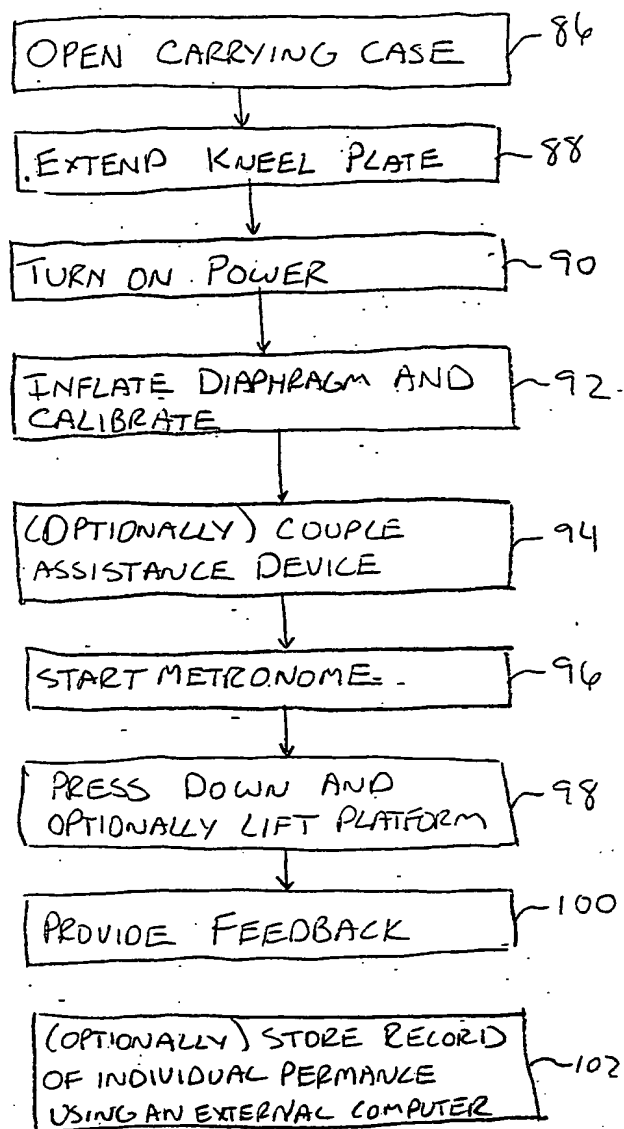 OPEN CARRYING CASE 86
EXTEND KNEEL PLATE 88
TURN ON POWER 90
INFLATE DIAPHRAGM AND
CALIBRATE 92
(OPTIONALLY) COUPLE
ASSISTANCE DEVICE 94
START METRONOME 96
PRESS DOWN AND
OPTIONALLY LIFT PLATFORM 98
PROVIDE FEEDBACK 100
(OPTIONALLY) STORE RECORD
OF INDIVIDUAL PERMANCE
USING AN EXTERNAL COMPUTER 102